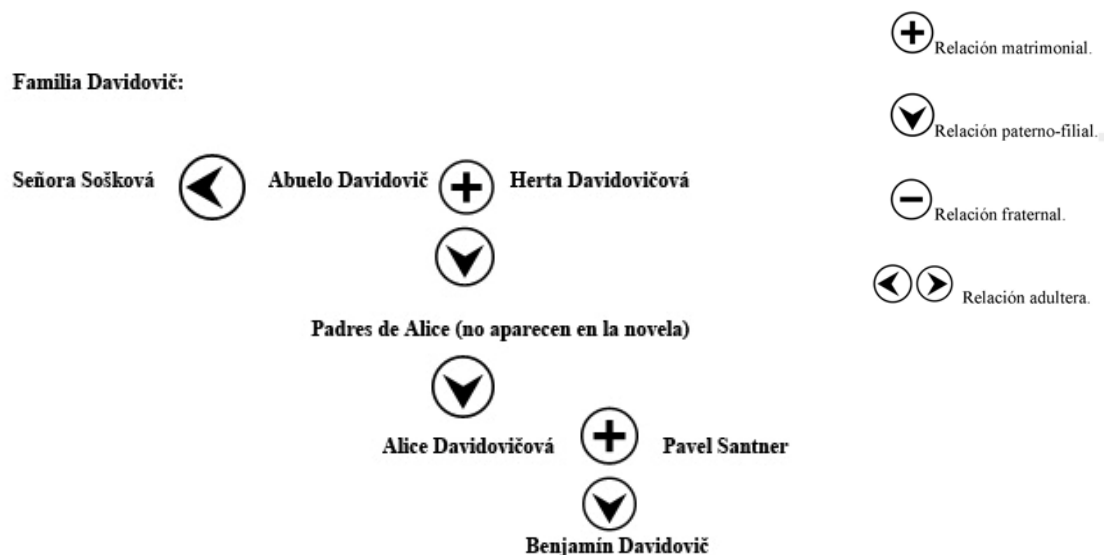 Relación matrimonial.
Familia Davidovič:
Relación paterno-filial.
Señora Sošková Abuelo Davidovič Herta Davidovičová
Relación fraternal.
Relación adultera.
Padres de Alice (no aparecen en la novela)
Alice Davidovičová Pavel Santner
Benjamín Davidovič